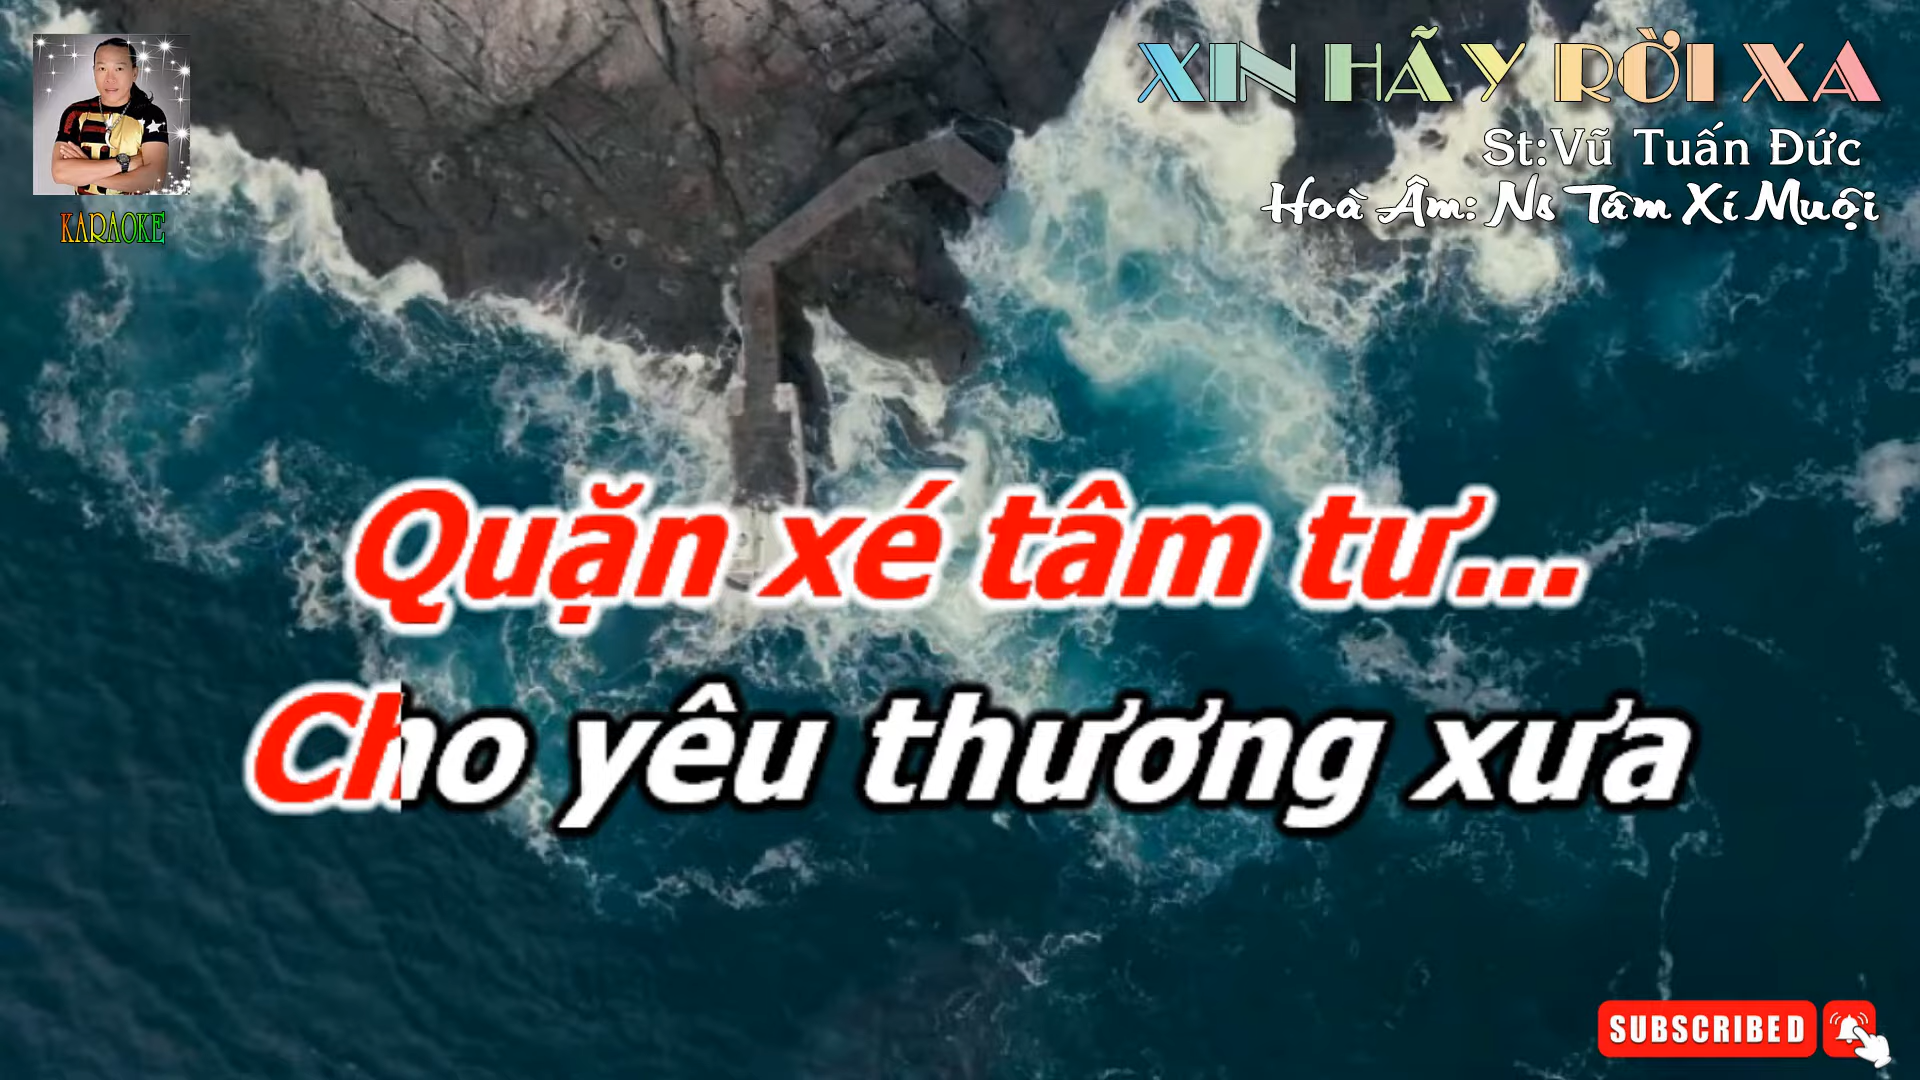 XIN HÃY RỜI XA
St:Vũ Tuấn Đức
Hoà Âm: Ns Tâm Xí Muội
KARAOKE
Quặn xé tâm tư...
Cho yêu thương xưa
SUBSCRIBED